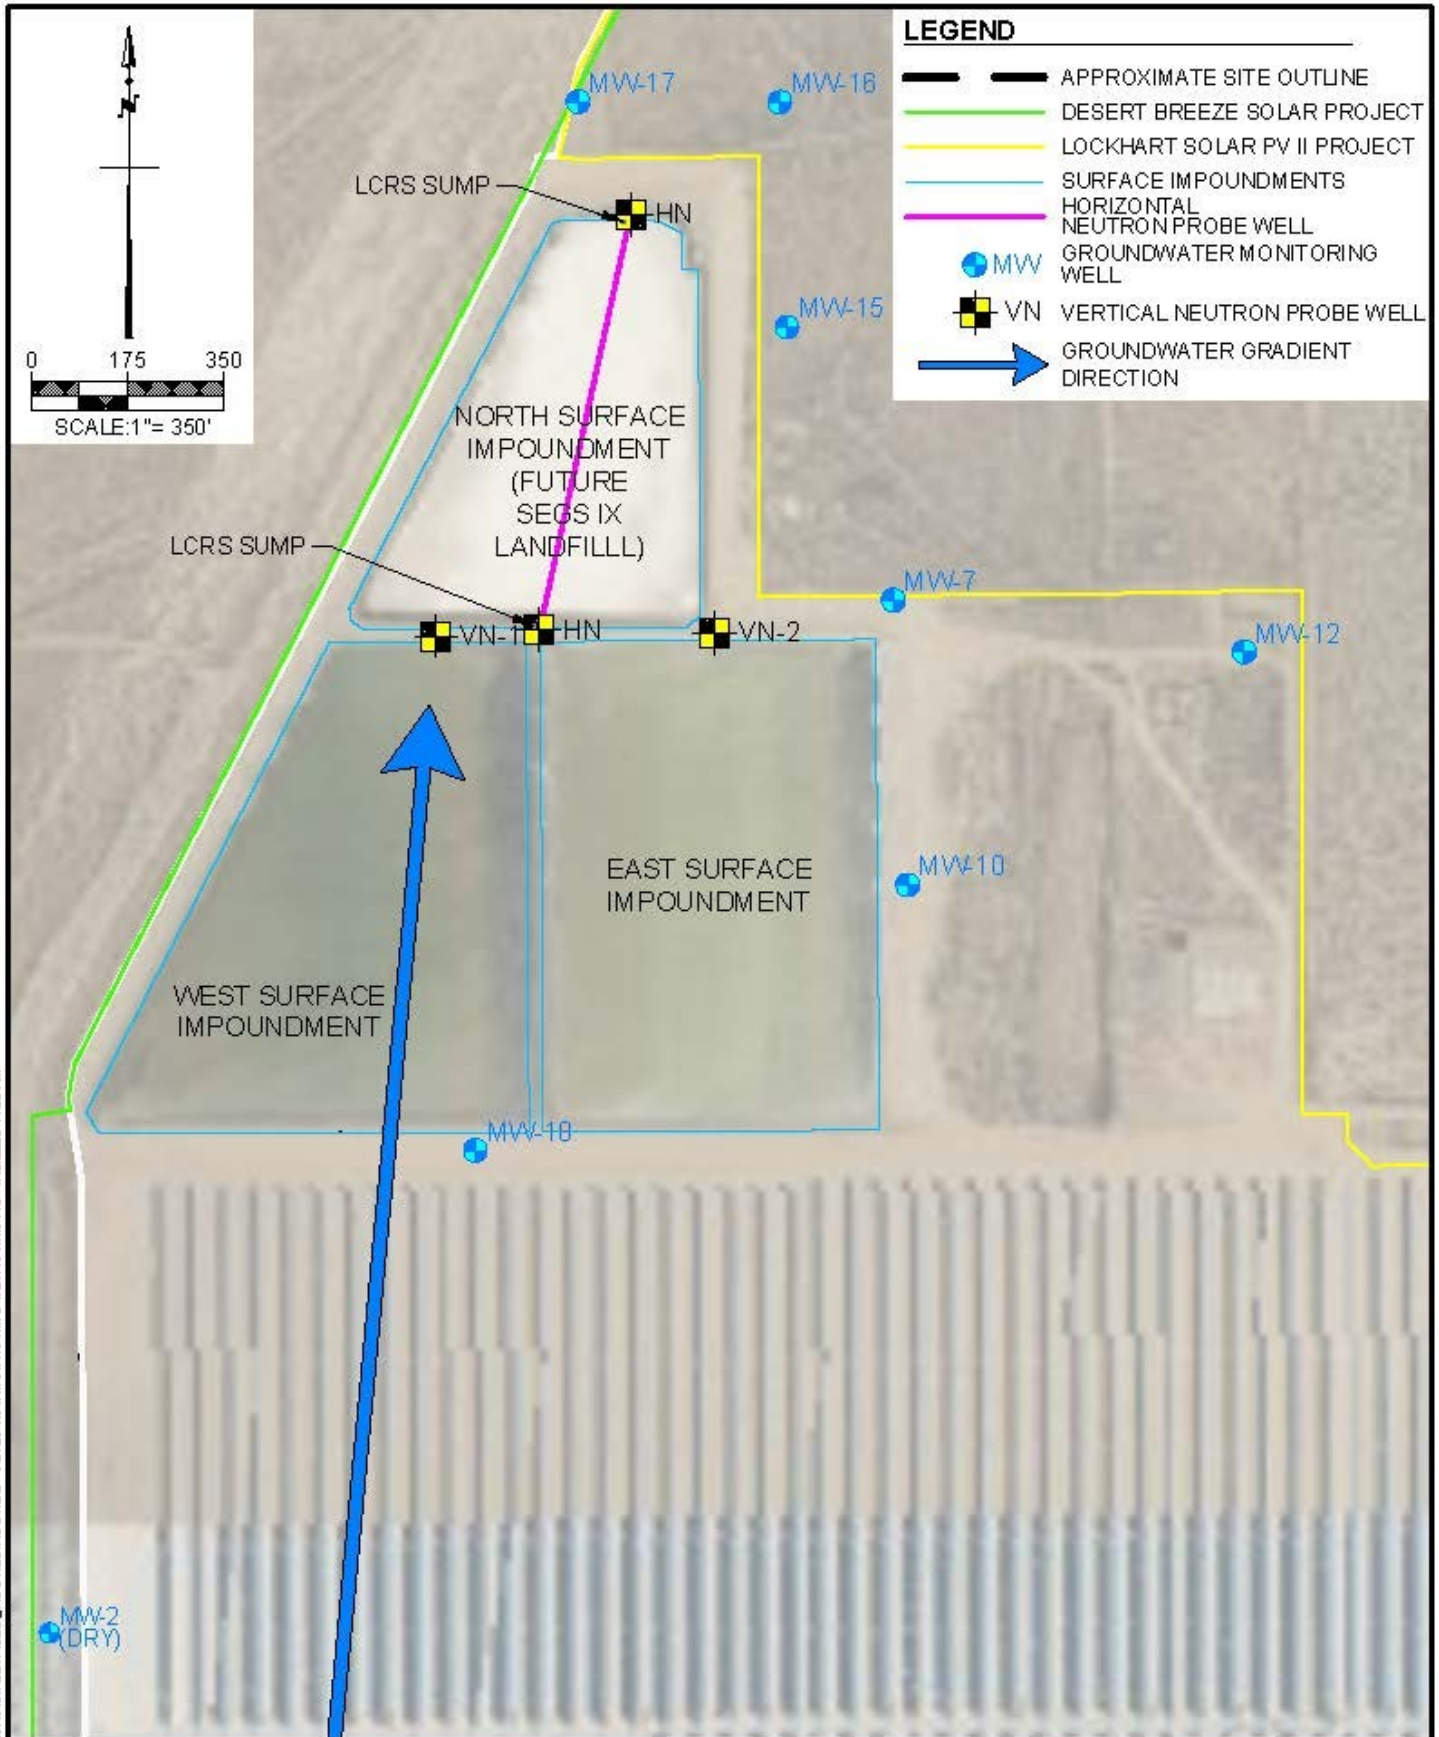 LEGEND
APPROXIMATE SITE OUTLINE
DESERT BREEZE SOLAR PROJECT
LOCKHART SOLAR PV II PROJECT
SURFACE IMPOUNDMENTS
HORIZONTAL
NEUTRON PROBE WELL
MW
GROUNDWATER MONITORING
WELL
VN
VERTICAL NEUTRON PROBE WELL
GROUNDWATER GRADIENT
DIRECTION
N
0 175 350
SCALE:1"= 350'
MW-17
MW-16
LCRS SUMP
HN
MW-15
NORTH SURFACE
IMPOUNDMENT
(FUTURE
SEGS IX
LANDFILLL)
LCRS SUMP
MW-7
VN-1
HN
VN-2
MW-12
EAST SURFACE
IMPOUNDMENT
MW-10
WEST SURFACE
IMPOUNDMENT
MW-18
MW-2
(DRY)